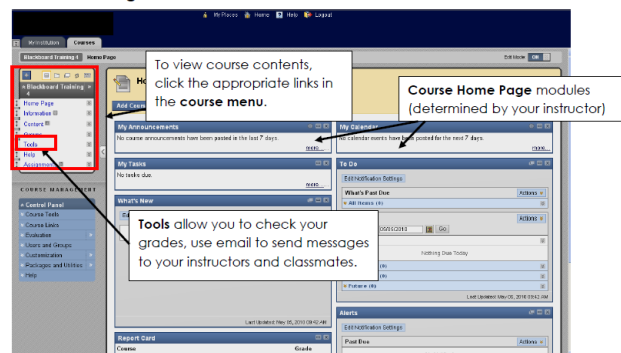 My Places Home Help Logout
My Institution Courses
Blackboard Training 4 Home Page
Edit Mode: ON
To view course contents,
click the appropriate links in
the course menu.
Course Home Page modules
(determined by your instructor)
Blackboard Training
4
Home Page
Information
Content
Tools
Help
Assignments
COURSE MANAGEMENT
Control Panel
Course Tools
Course Links
Evaluation
Users and Groups
Customization
Packages and Utilities
Help
My Announcements
No course announcements have been posted in the last 7 days.
more...
My Tasks
No tasks due.
more...
What's New
Tools allow you to check your
grades, use email to send messages
to your instructors and classmates.
Last Updated: May 05, 2010 09:42 AM
Report Card
Course Grade
My Calendar
No calendar events have been posted for the next 7 days.
more...
To Do
Edit Notification Settings
What's Past Due Actions
All Items (0)
Actions
05/05/2010 Go
Nothing Due Today
Future (0)
Last Updated: May 05, 2010 09:42 AM
Alerts
Edit Notification Settings
Past Due Actions